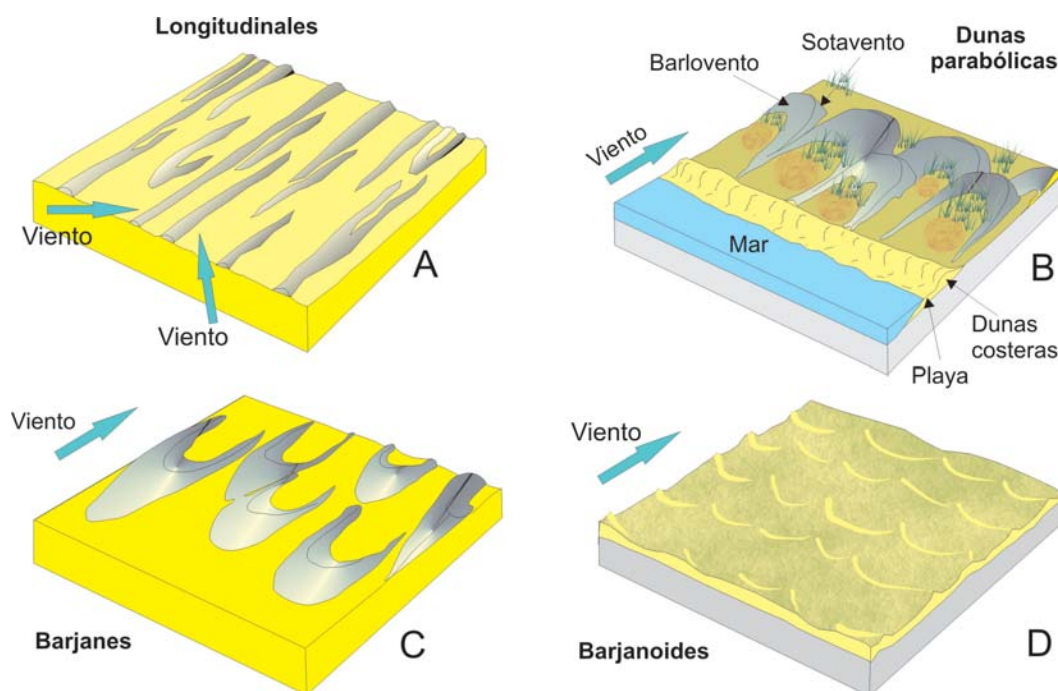 Longitudinales
Viento
Viento
A
Dunas
parabólicas
Sotavento
Barlovento
Viento
Mar
B
Dunas
costeras
Playa
Viento
Barjanes
C
Viento
Barjanoides
D